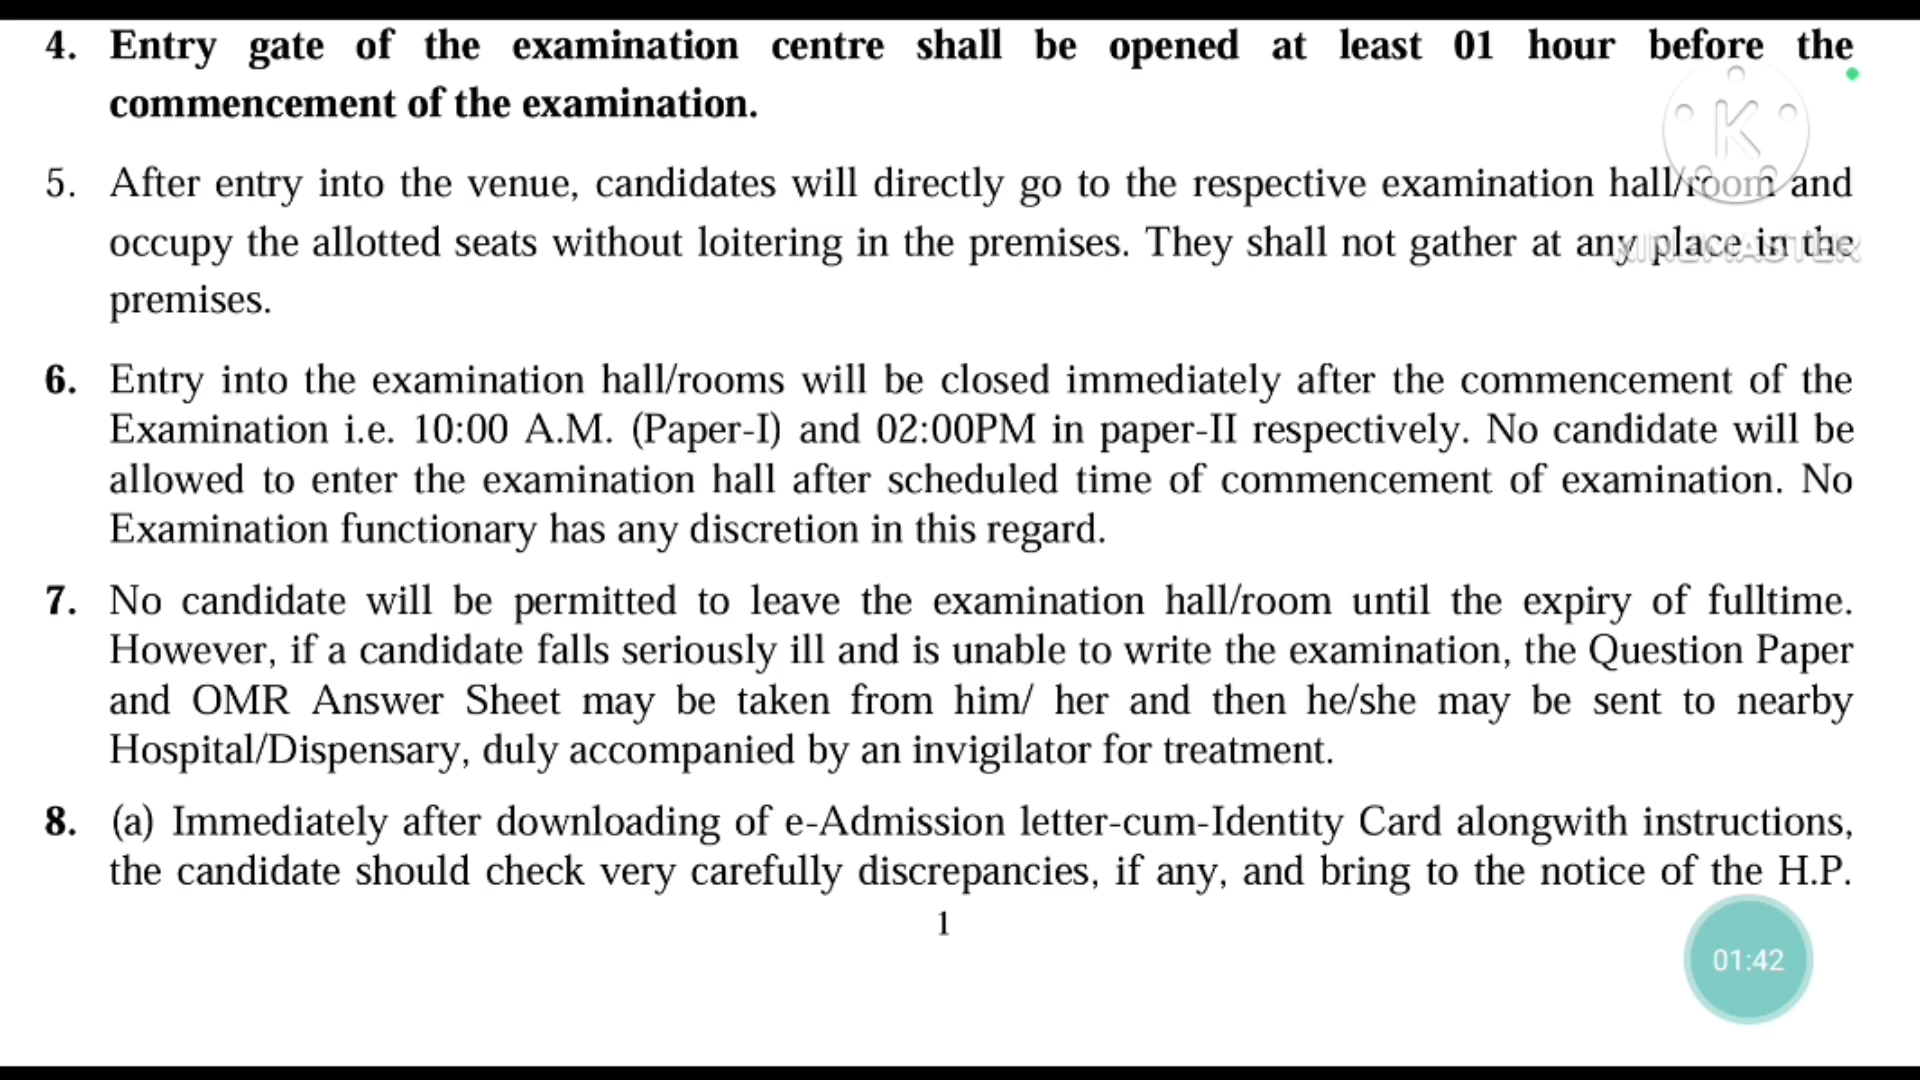 4. Entry gate of the examination centre shall be opened at least 01 hour before the
commencement of the examination.
5. After entry into the venue, candidates will directly go to the respective examination hall/room and
occupy the allotted seats without loitering in the premises. They shall not gather at any place in the
premises.
6. Entry into the examination hall/rooms will be closed immediately after the commencement of the
Examination i.e. 10:00 A.M. (Paper-I) and 02:00PM in paper-II respectively. No candidate will be
allowed to enter the examination hall after scheduled time of commencement of examination. No
Examination functionary has any discretion in this regard.
7. No candidate will be permitted to leave the examination hall/room until the expiry of fulltime.
However, if a candidate falls seriously ill and is unable to write the examination, the Question Paper
and OMR Answer Sheet may be taken from him/ her and then he/she may be sent to nearby
Hospital/Dispensary, duly accompanied by an invigilator for treatment.
8. (a) Immediately after downloading of e-Admission letter-cum-Identity Card alongwith instructions,
the candidate should check very carefully discrepancies, if any, and bring to the notice of the H.P.
1
K
KINEMASTER
01:42